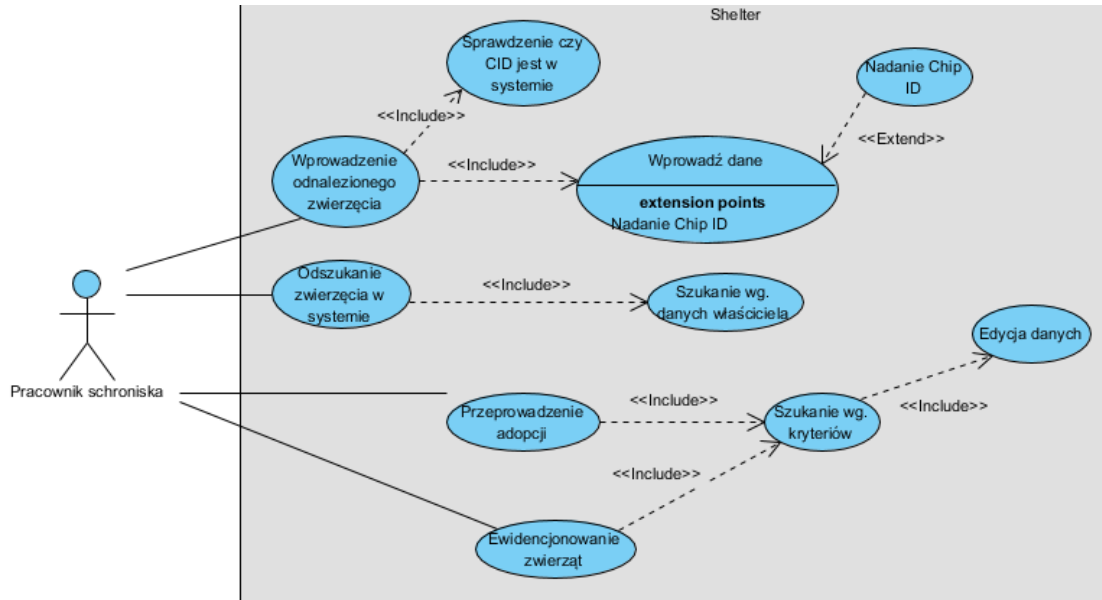 Shelter
Sprawdzenie czy
CID jest w
systemie
Nadanie Chip
ID
<<Include>>
<<Extend>>
Wprowadzenie
odnalezionego
zwierzęcia
<<Include>>
Wprowadź dane
extension points
Nadanie Chip ID
Odszukanie
zwierzęcia w
systemie
<<Include>>
Szukanie wg.
danych właściciela
Edycja danych
Pracownik schroniska
Przeprowadzenie
adopcji
<<Include>>
Szukanie wg.
kryteriów
<<Include>>
<<Include>>
Ewidencjonowanie
zwierząt